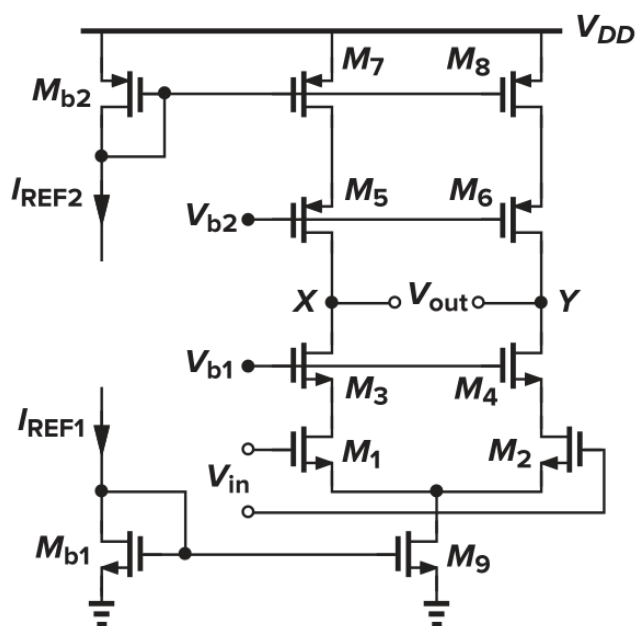 V_DD
M_b2 M_7 M_8
I_REF2 V_b2 M_5 M_6
X V_out Y
V_b1 M_3 M_4
I_REF1 V_in M_1 M_2
M_b1 M_9